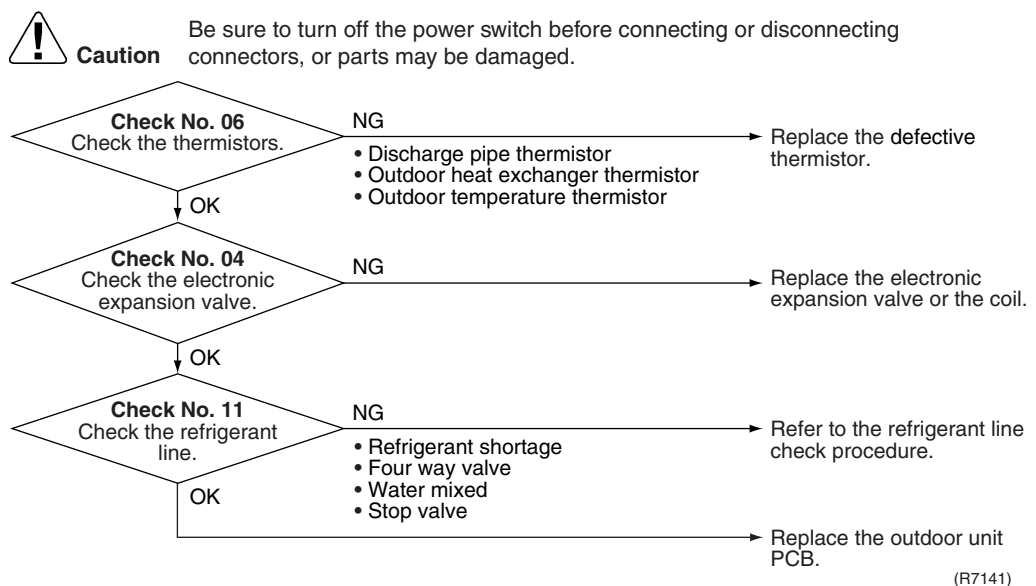 Be sure to turn off the power switch before connecting or disconnecting
Caution connectors, or parts may be damaged.
Check No. 06
Check the thermistors.
NG
• Discharge pipe thermistor
• Outdoor heat exchanger thermistor
• Outdoor temperature thermistor
Replace the defective
thermistor.
OK
Check No. 04
Check the electronic
expansion valve.
NG
Replace the electronic
expansion valve or the coil.
OK
Check No. 11
Check the refrigerant
line.
NG
• Refrigerant shortage
• Four way valve
• Water mixed
• Stop valve
Refer to the refrigerant line
check procedure.
OK
Replace the outdoor unit
PCB.
(R7141)